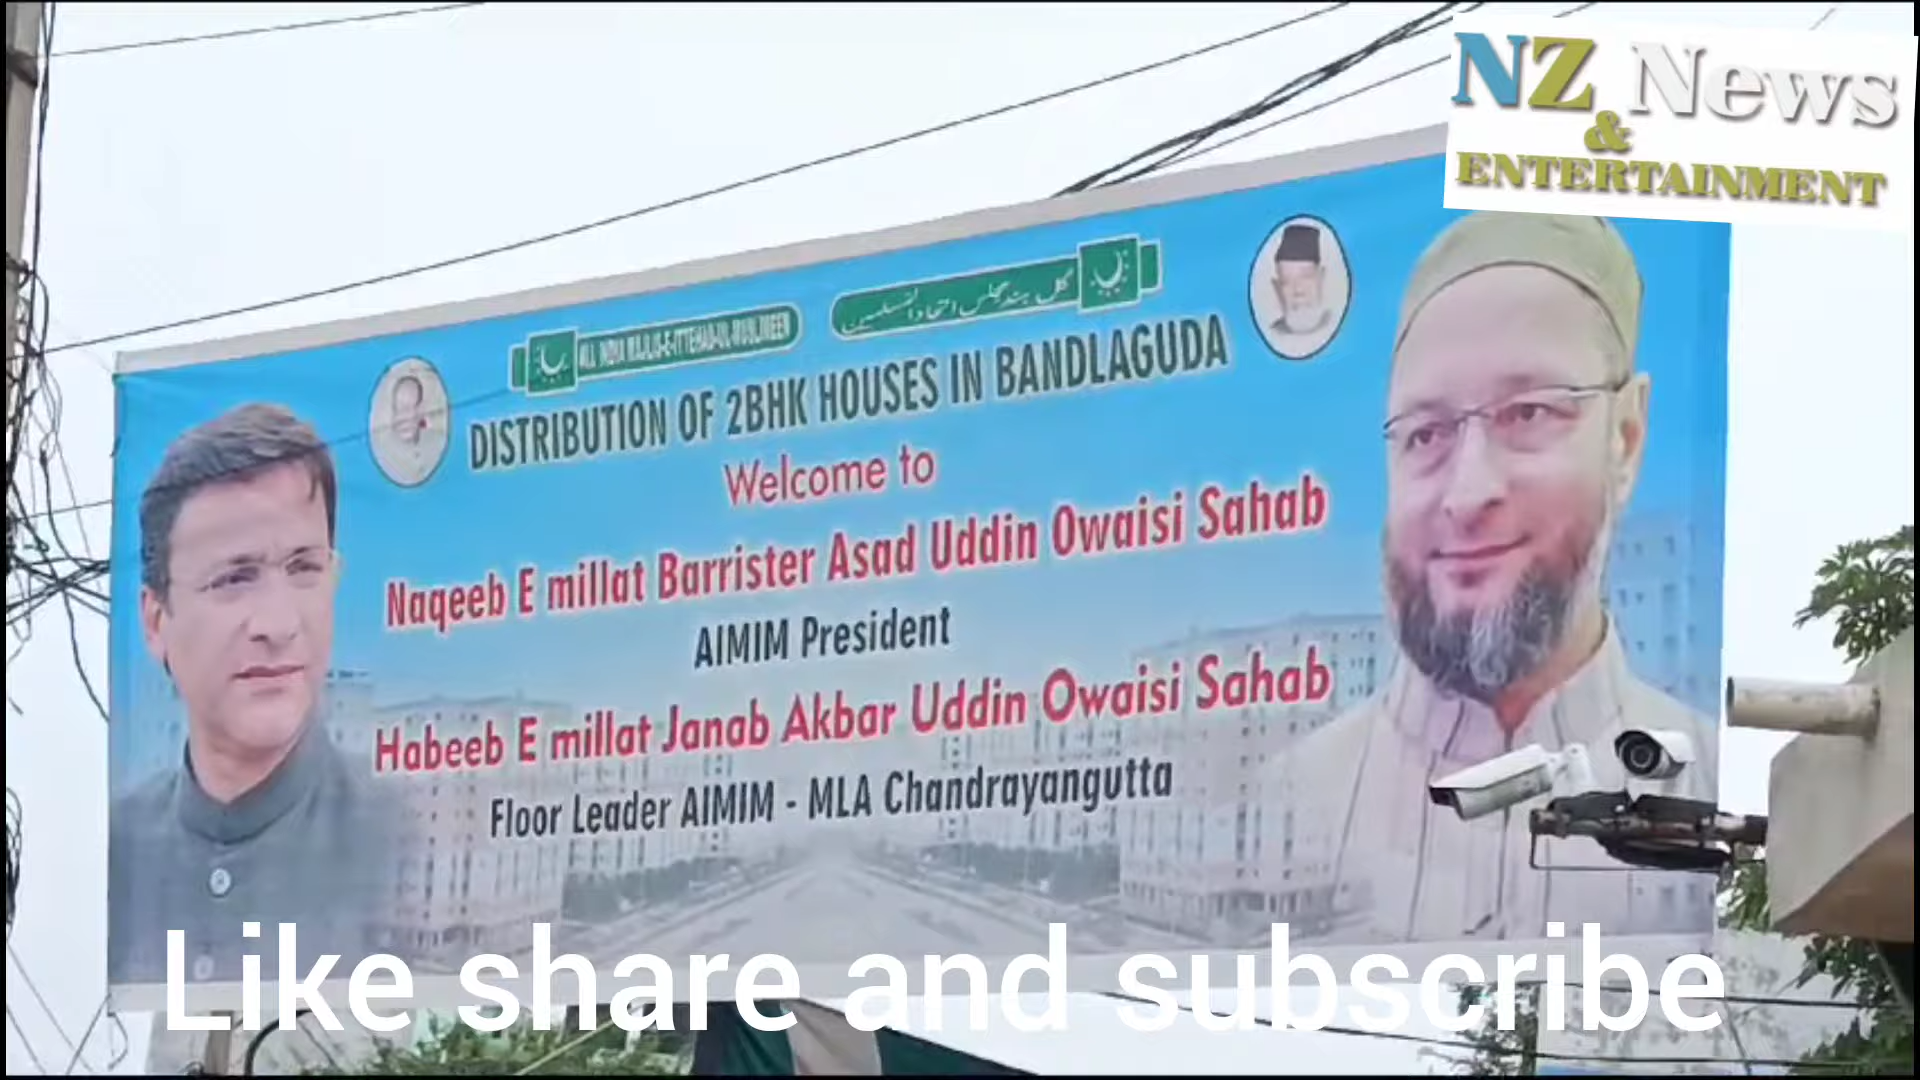 NZ News
&
ENTERTAINMENT
ALL INDIA MAJLIS-E-ITTEHAD-UL-MUSLIMEEN
کل ہند مجلس اتحاد المسلمین
DISTRIBUTION OF 2BHK HOUSES IN BANDLAGUDA
Welcome to
Naqeeb E millat Barrister Asad Uddin Owaisi Sahab
AIMIM President
Habeeb E millat Janab Akbar Uddin Owaisi Sahab
Floor Leader AIMIM - MLA Chandrayangutta
Like share and subscribe